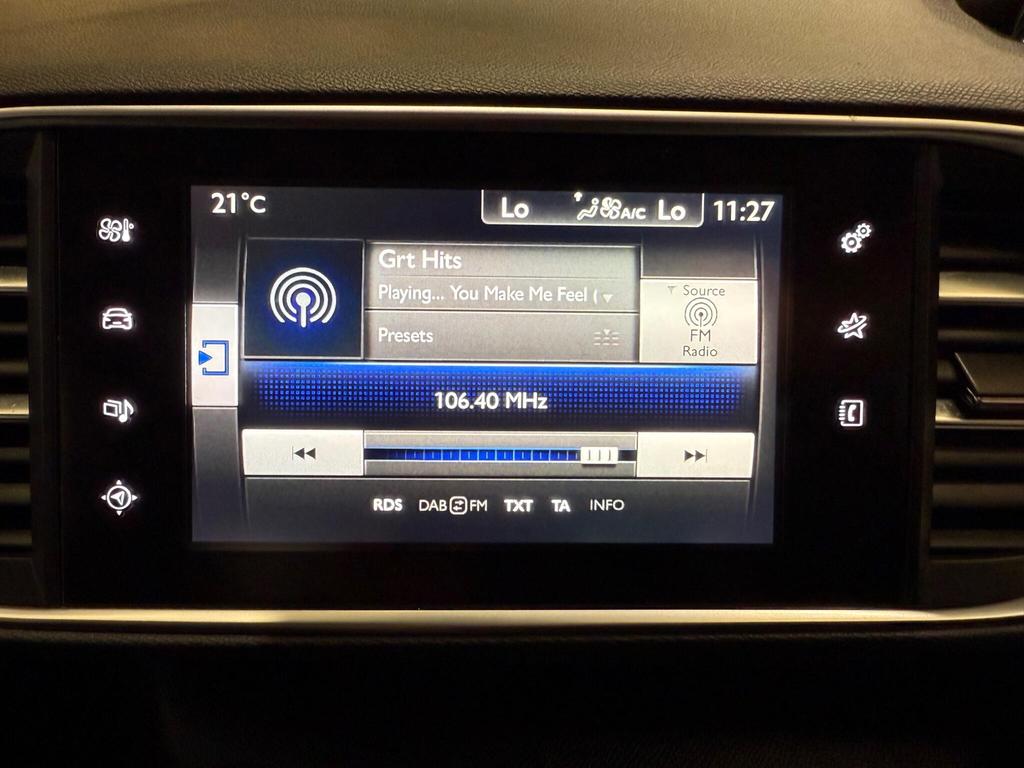 21°C
Lo A/C Lo 11:27
Grt Hits
Playing... You Make Me Feel (
Source
FM
Radio
Presets
106.40 MHz
RDS DAB FM TXT TA INFO